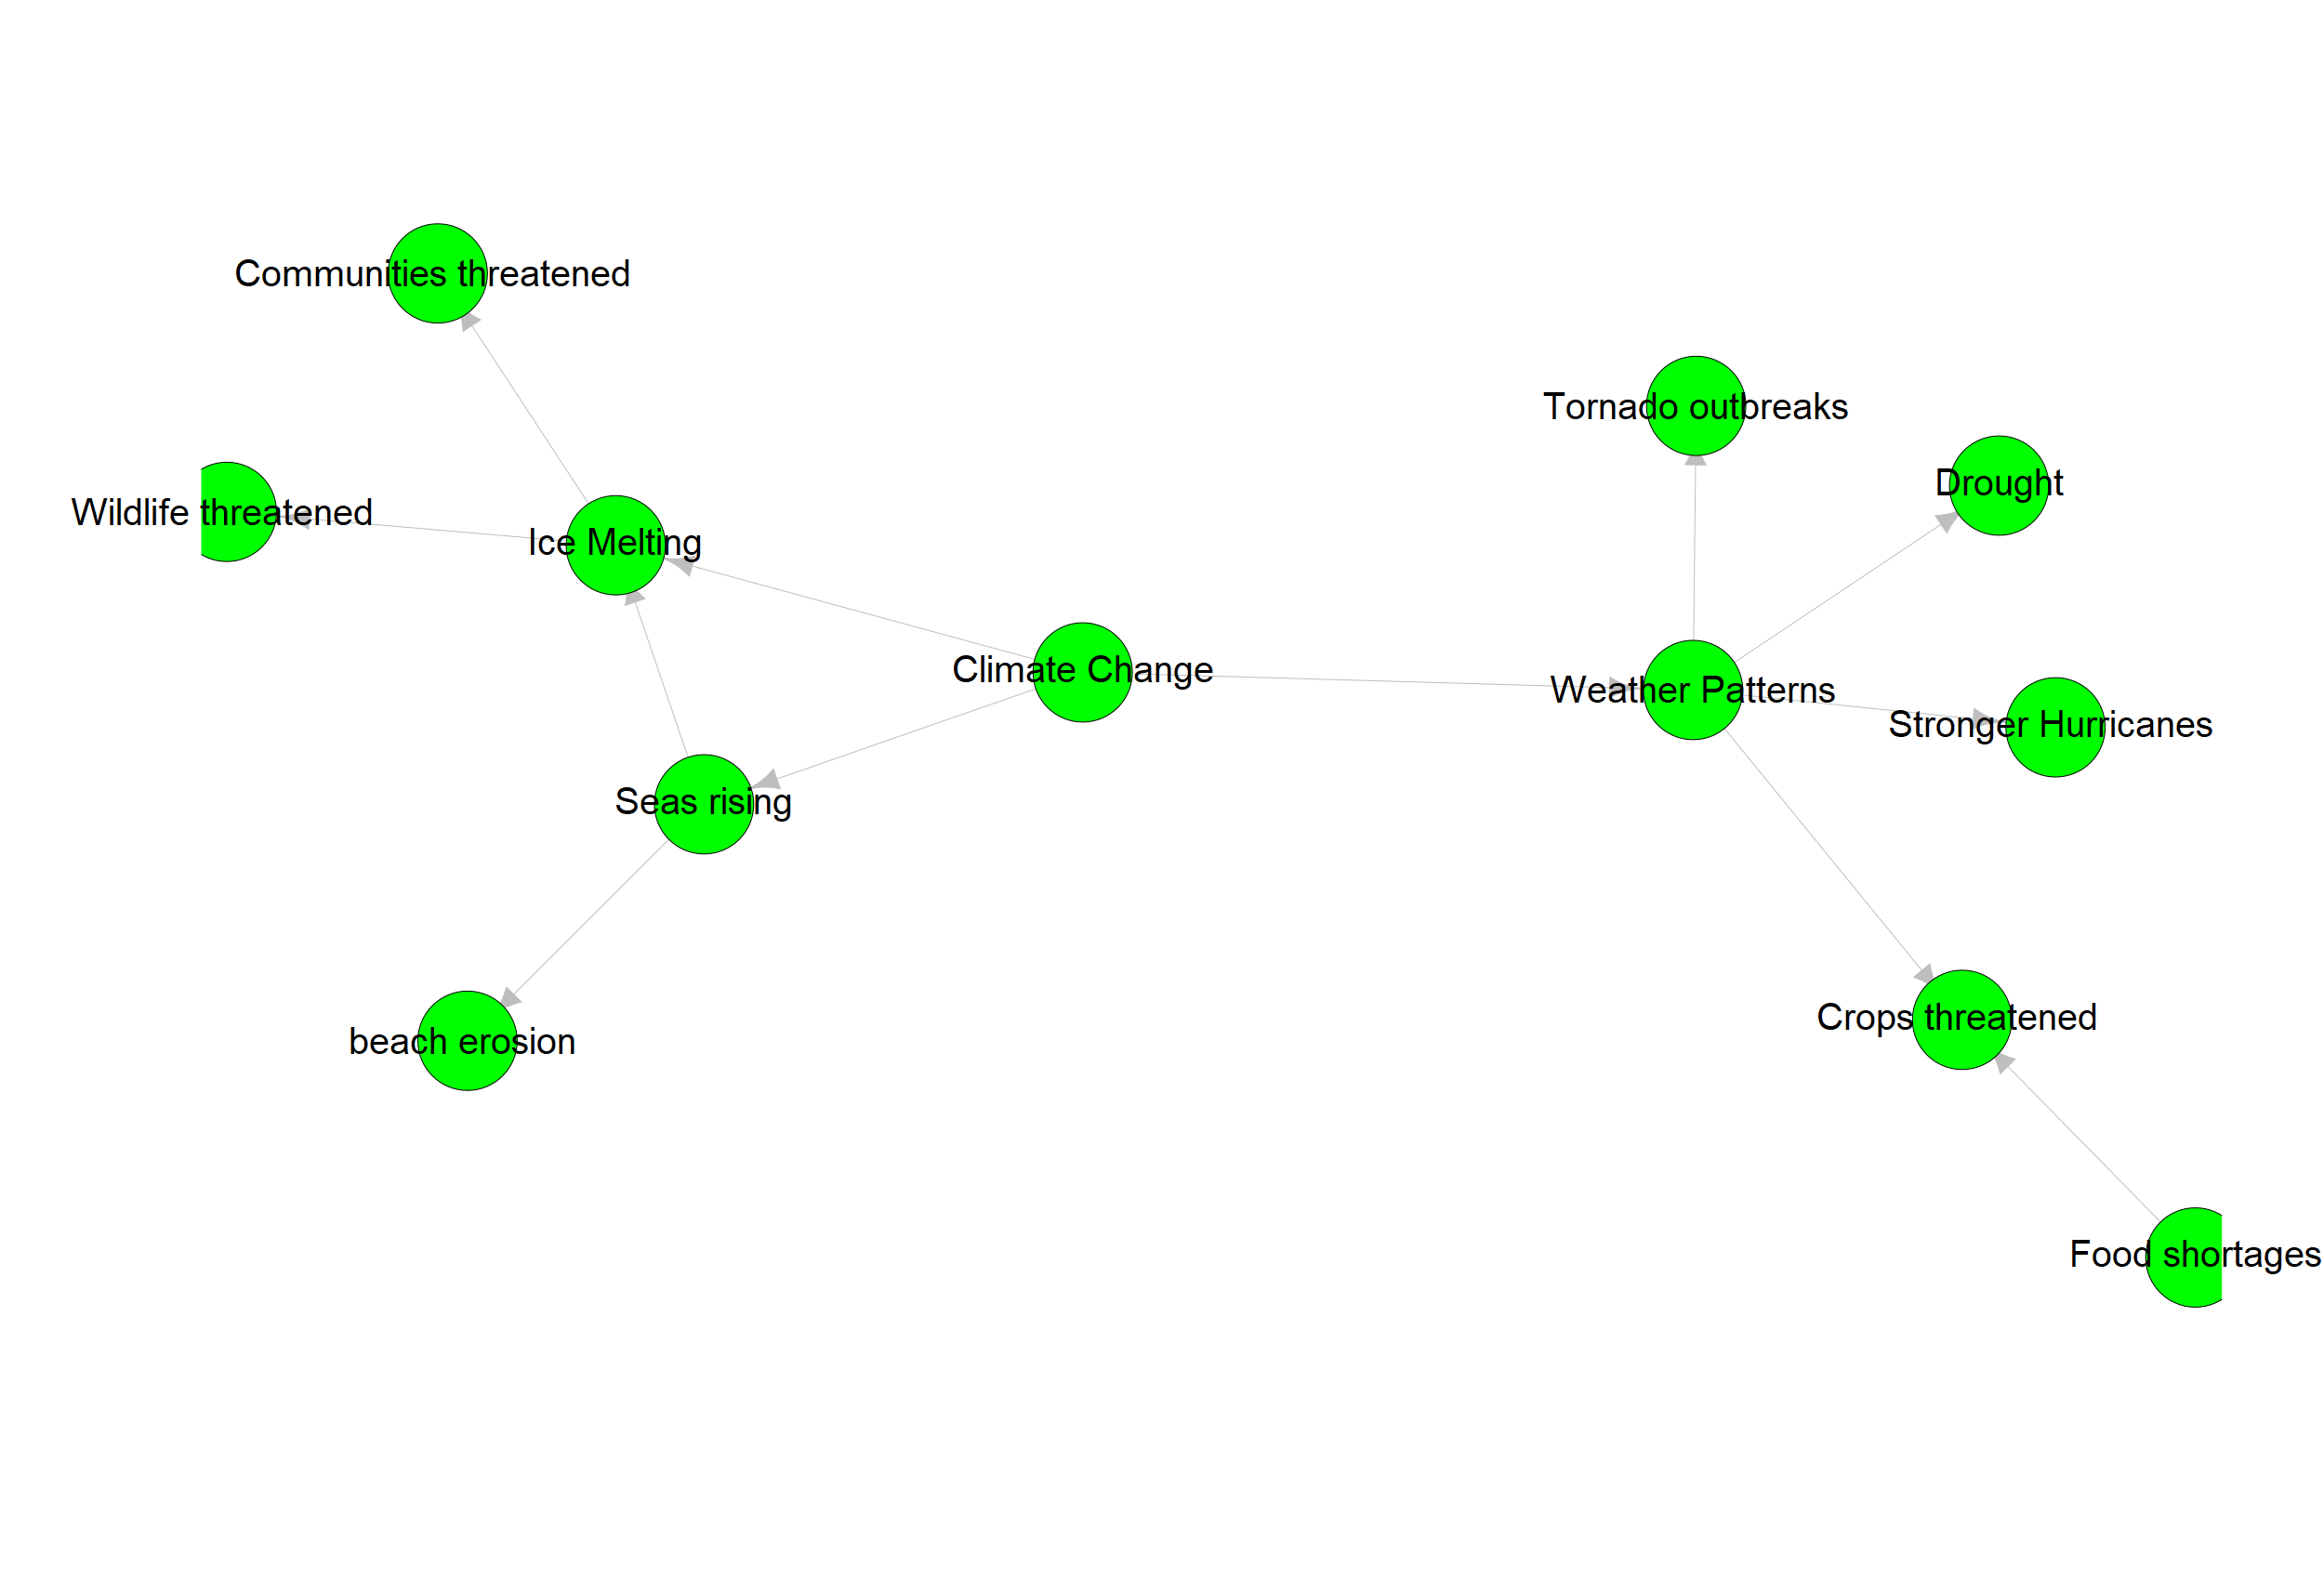 Communities threatened
Tornado outbreaks
Drought
Wildlife threatened
Ice Melting
Climate Change
Weather Patterns
Stronger Hurricanes
Seas rising
Crops threatened
beach erosion
Food shortages